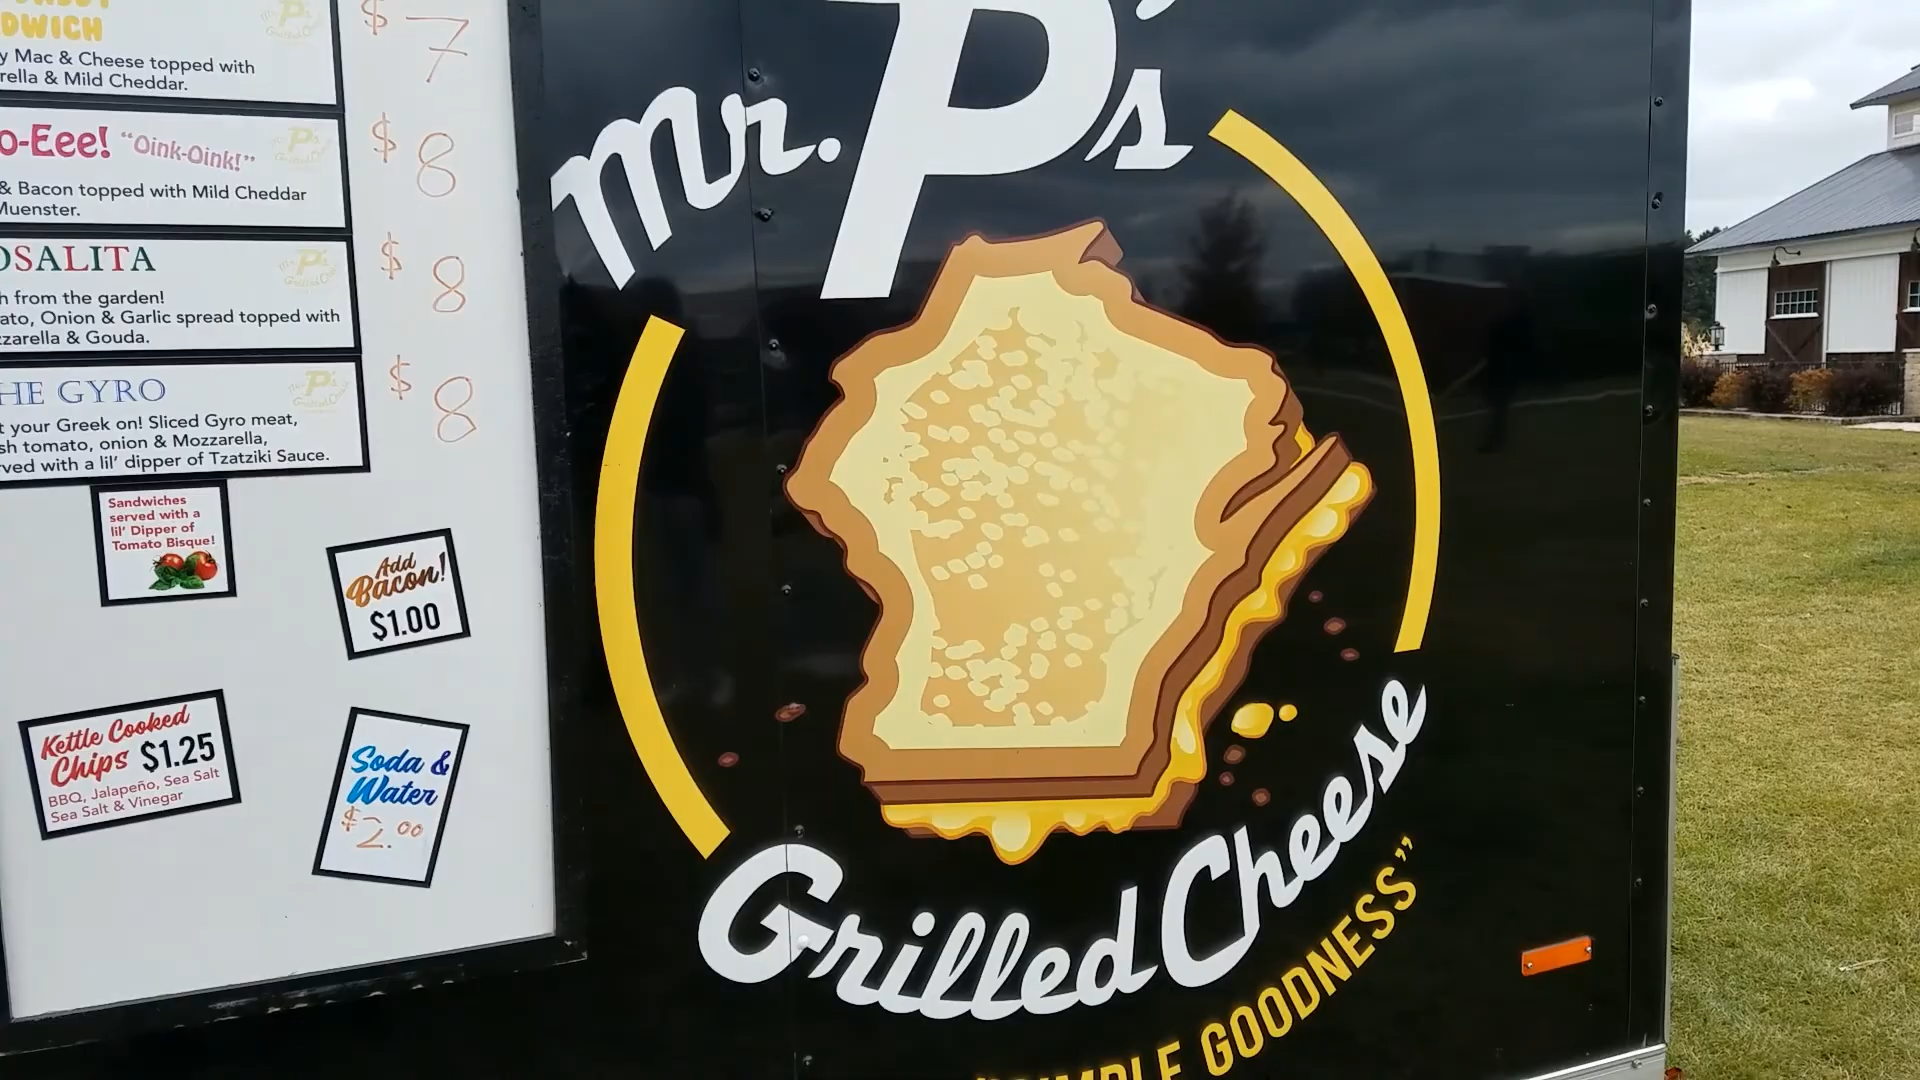 DWICH
$7
y Mac & Cheese topped with
rella & Mild Cheddar.
o-Eee! "Oink-Oink!"
$8
& Bacon topped with Mild Cheddar
Muenster.
OSALITA
$8
h from the garden!
ato, Onion & Garlic spread topped with
zzarella & Gouda.
HE GYRO
$8
t your Greek on! Sliced Gyro meat,
sh tomato, onion & Mozzarella,
rved with a lil' dipper of Tzatziki Sauce.
Sandwiches
served with a
lil' Dipper of
Tomato Bisque!
Add
Bacon!
$1.00
Kettle Cooked
Chips $1.25
BBQ, Jalapeño, Sea Salt
Sea Salt & Vinegar
Soda &
Water
$2.00
Mr. P's
Grilled Cheese
GOODNESS"